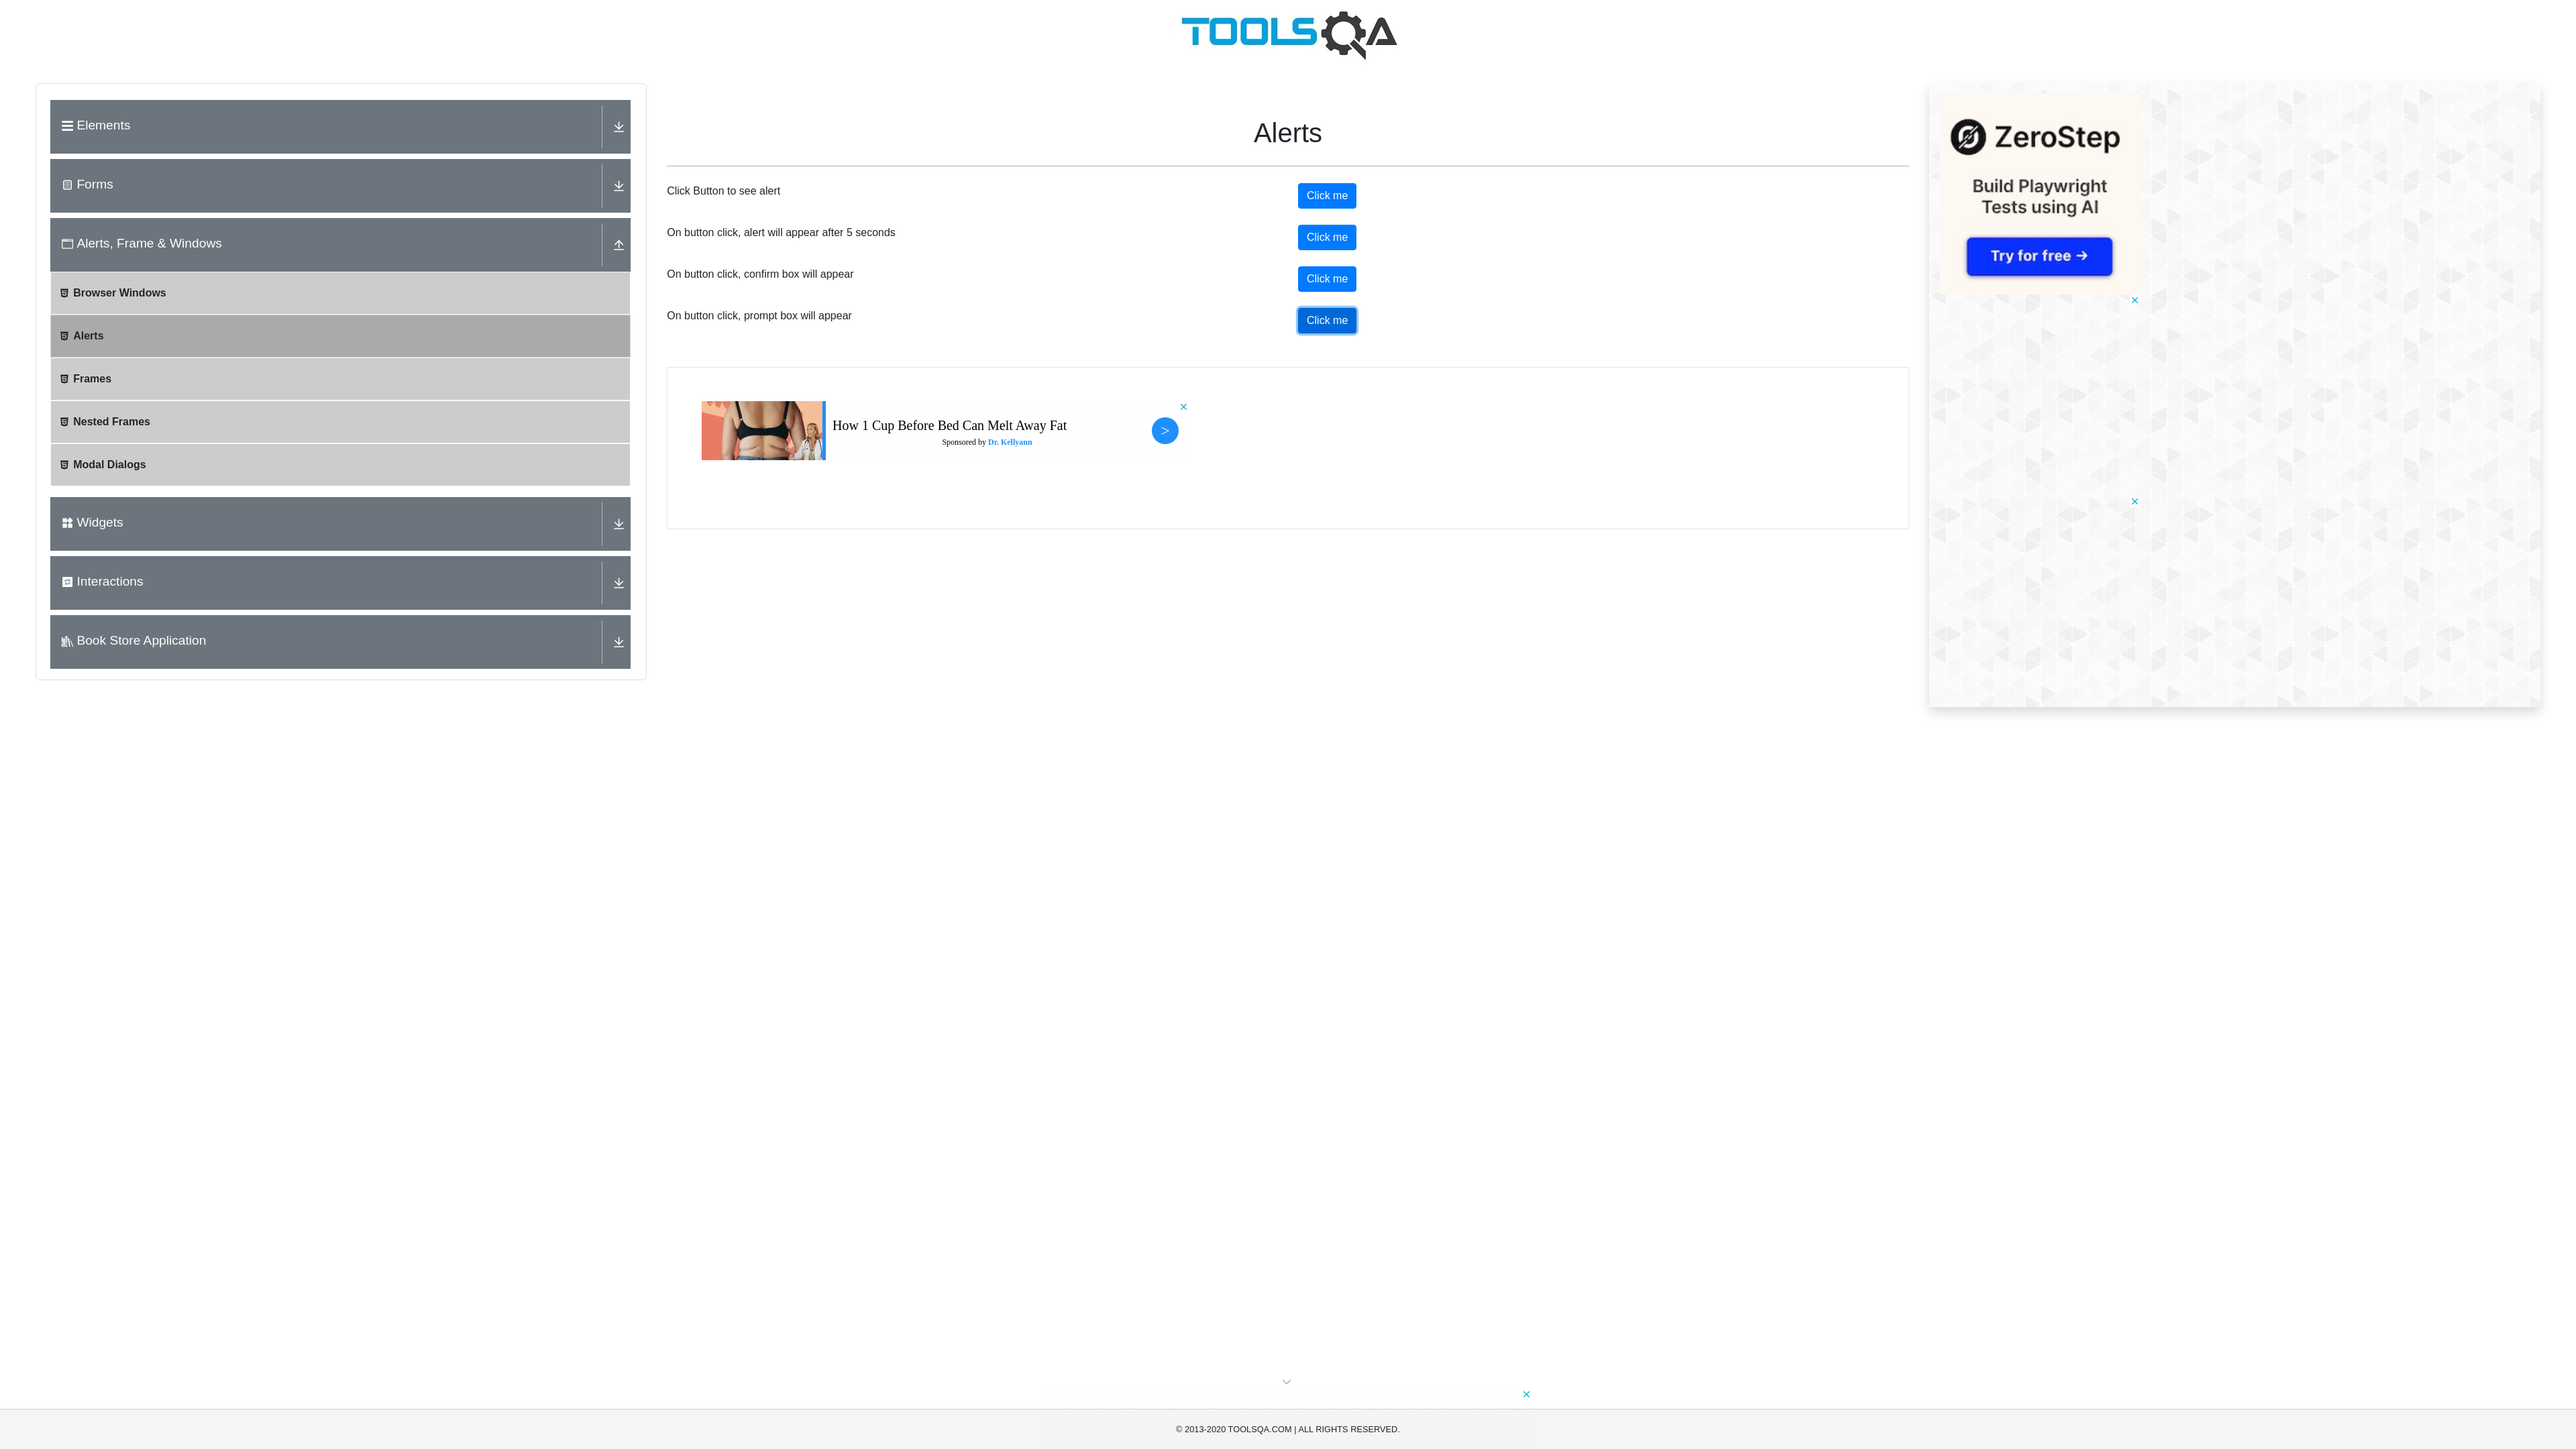 TOOLSQA
Elements
Forms
Alerts, Frame & Windows
Browser Windows
Alerts
Frames
Nested Frames
Modal Dialogs
Widgets
Interactions
Book Store Application
Alerts
Click Button to see alert
Click me
On button click, alert will appear after 5 seconds
Click me
On button click, confirm box will appear
Click me
On button click, prompt box will appear
Click me
How 1 Cup Before Bed Can Melt Away Fat
Sponsored by Dr. Kellyann
>
ZeroStep
Build Playwright
Tests using AI
Try for free →
© 2013-2020 TOOLSQA.COM | ALL RIGHTS RESERVED.